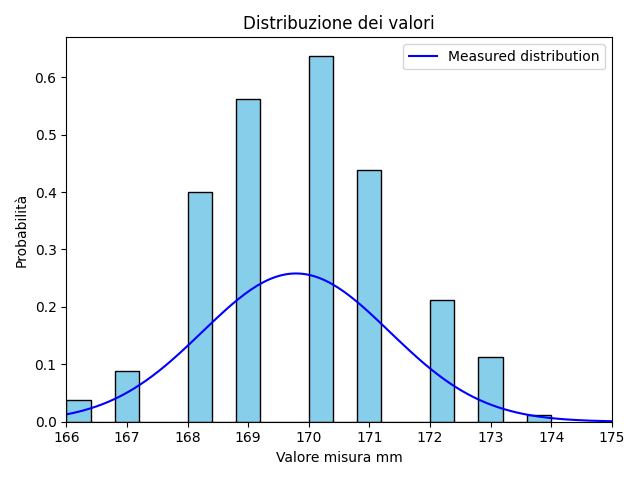 Distribuzione dei valori
Measured distribution
Probabilità
0.6
0.5
0.4
0.3
0.2
0.1
0.0
166 167 168 169 170 171 172 173 174 175
Valore misura mm